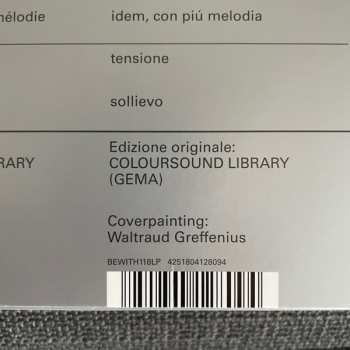 mélodie idem, con piú melodia
tensione
sollievo
Edizione originale:
RARY COLOURSOUND LIBRARY
(GEMA)
Coverpainting:
Waltraud Greffenius
BEWITH118LP 4251804128094